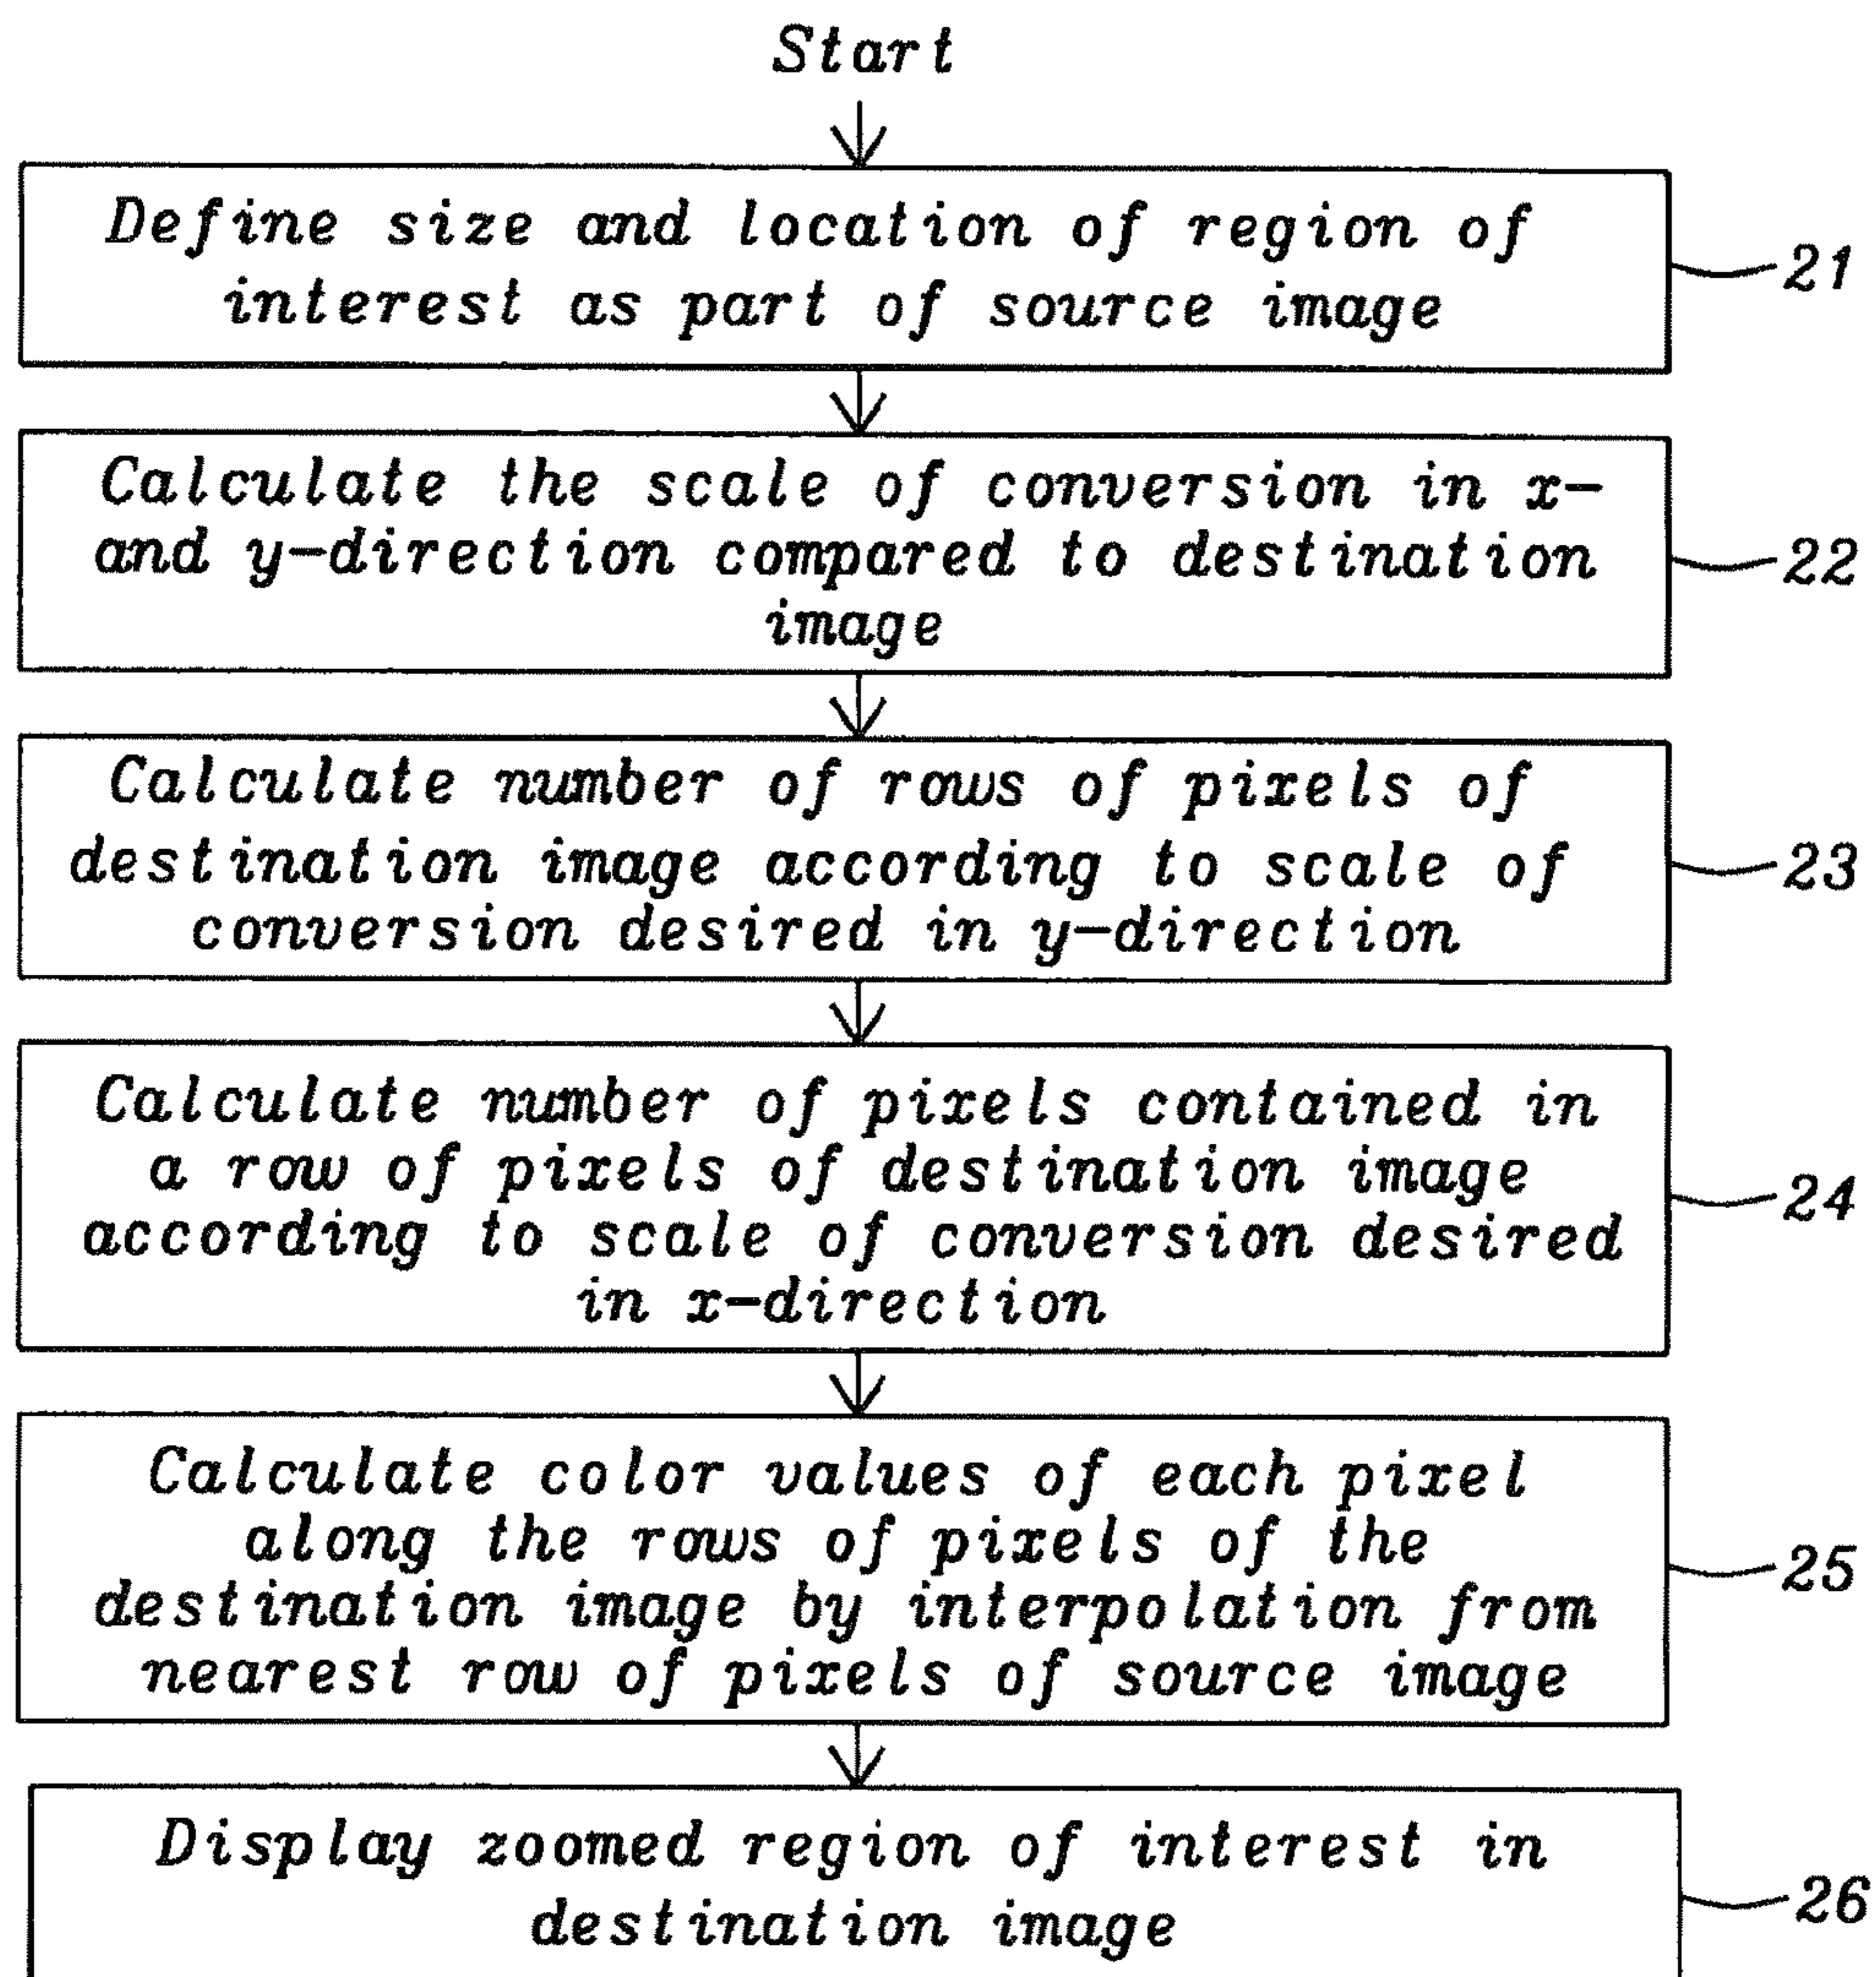 Start
Define size and location of region of
interest as part of source image
21
Calculate the scale of conversion in x-
and y-direction compared to destination
image
22
Calculate number of rows of pixels of
destination image according to scale of
conversion desired in y-direction
23
Calculate number of pixels contained in
a row of pixels of destination image
according to scale of conversion desired
in x-direction
24
Calculate color values of each pixel
along the rows of pixels of the
destination image by interpolation from
nearest row of pixels of source image
25
Display zoomed region of interest in
destination image
26